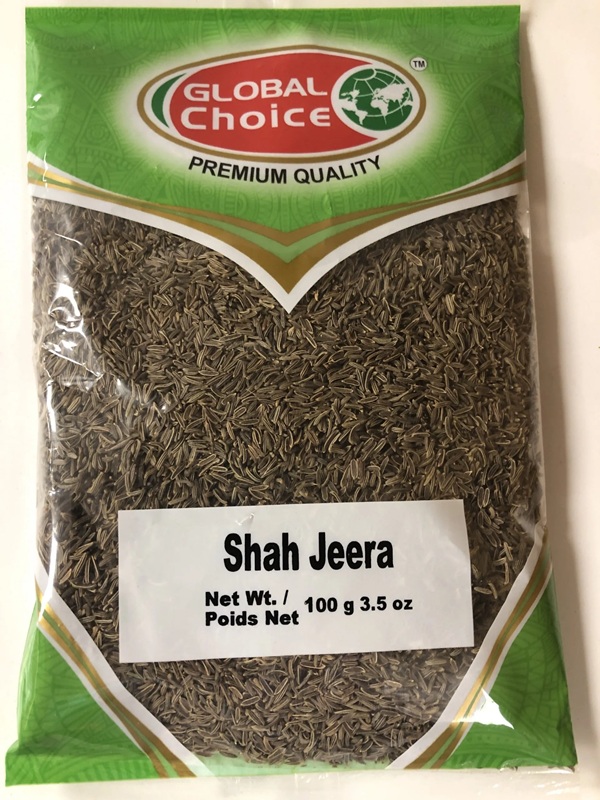 GLOBAL
Choice
TM
PREMIUM QUALITY
Shah Jeera
Net Wt. /
Poids Net 100 g 3.5 oz